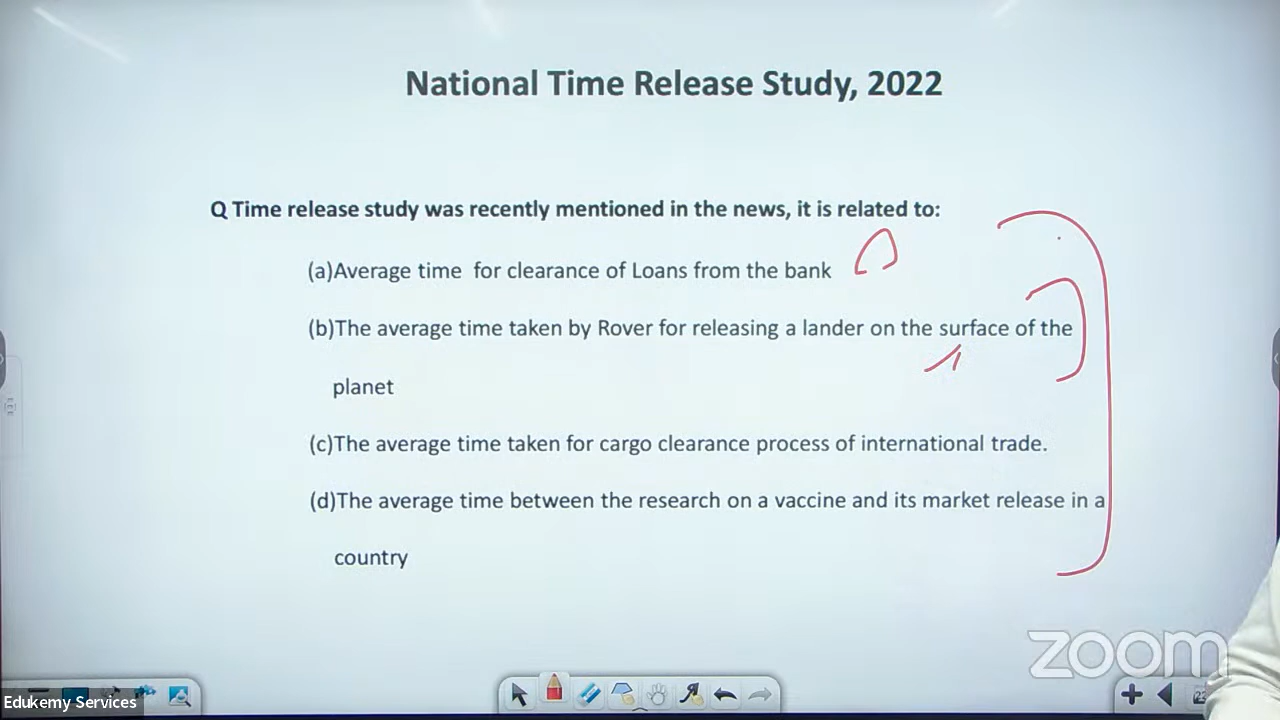 National Time Release Study, 2022
Q Time release study was recently mentioned in the news, it is related to:
(a)Average time for clearance of Loans from the bank
(b)The average time taken by Rover for releasing a lander on the surface of the
planet
(c)The average time taken for cargo clearance process of international trade.
(d)The average time between the research on a vaccine and its market release in a
country
zoom
Edukemy Services